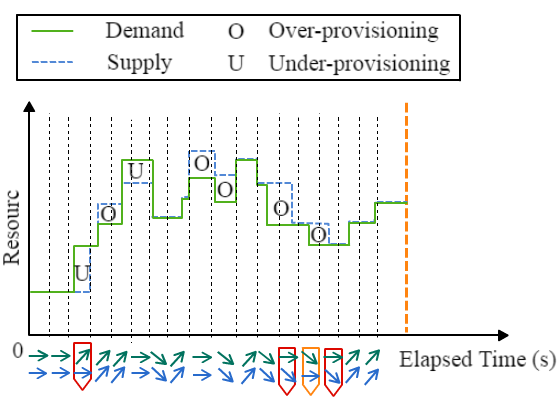 Demand O Over-provisioning
Supply U Under-provisioning
Resourc
U
O
U
O
O
O
O
0
Elapsed Time (s)